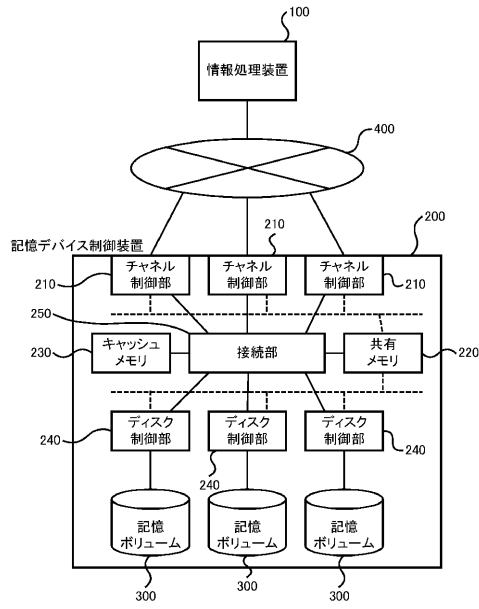 100
情報処理装置
400
記憶デバイス制御装置
210
200
210
チャネル
制御部
チャネル
制御部
チャネル
制御部
210
250
230
キャッシュ
メモリ
接続部
共有
メモリ
220
240
ディスク
制御部
ディスク
制御部
ディスク
制御部
240
240
記憶
ボリューム
記憶
ボリューム
記憶
ボリューム
300
300
300